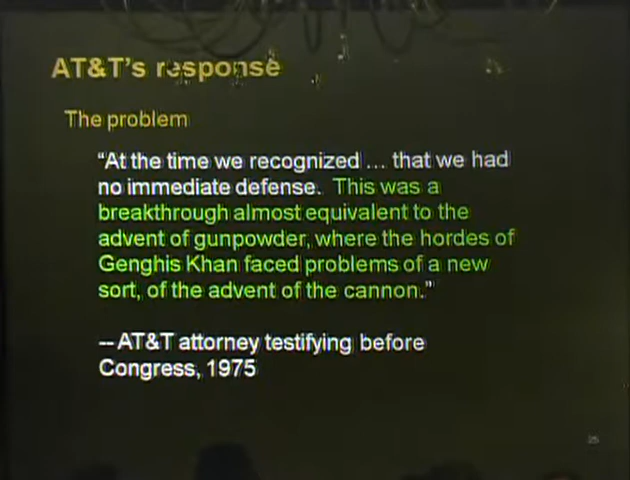 AT&T's response
The problem
“At the time we recognized ... that we had
no immediate defense. This was a
breakthrough almost equivalent to the
advent of gunpowder, where the hordes of
Genghis Khan faced problems of a new
sort, of the advent of the cannon.”
-- AT&T attorney testifying before
Congress, 1975
25